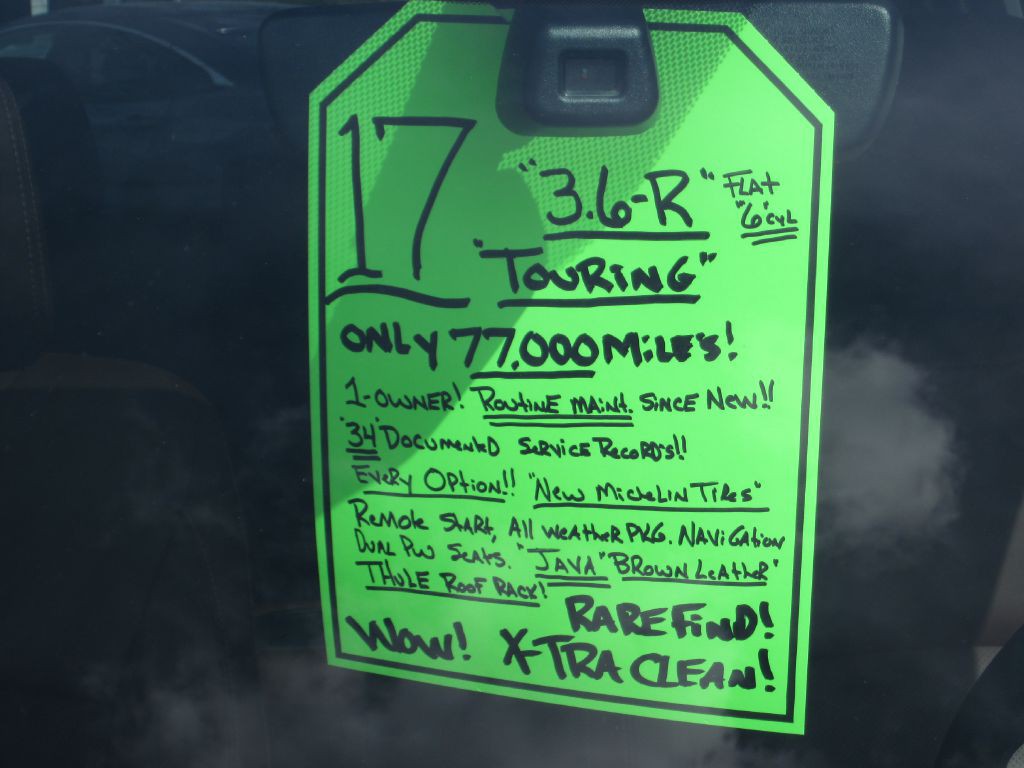 17 "3.6-R" FLAT
"6" CYL
"TOURING"
ONLY 77,000 MILE'S!
1-OWNER! ROUTINE MAINT. SINCE NEW!!
"34" DOCUMENTED SERVICE RECORD'S!!
EVERY OPTION!! "NEW MICHELIN TIRES"
REMOTE START, ALL WEATHER PKG. NAVIGATION
DUAL PW SEATS. "JAVA" "BROWN LEATHER"
THULE ROOF RACK!
RARE FIND!
WOW! X-TRA CLEAN!